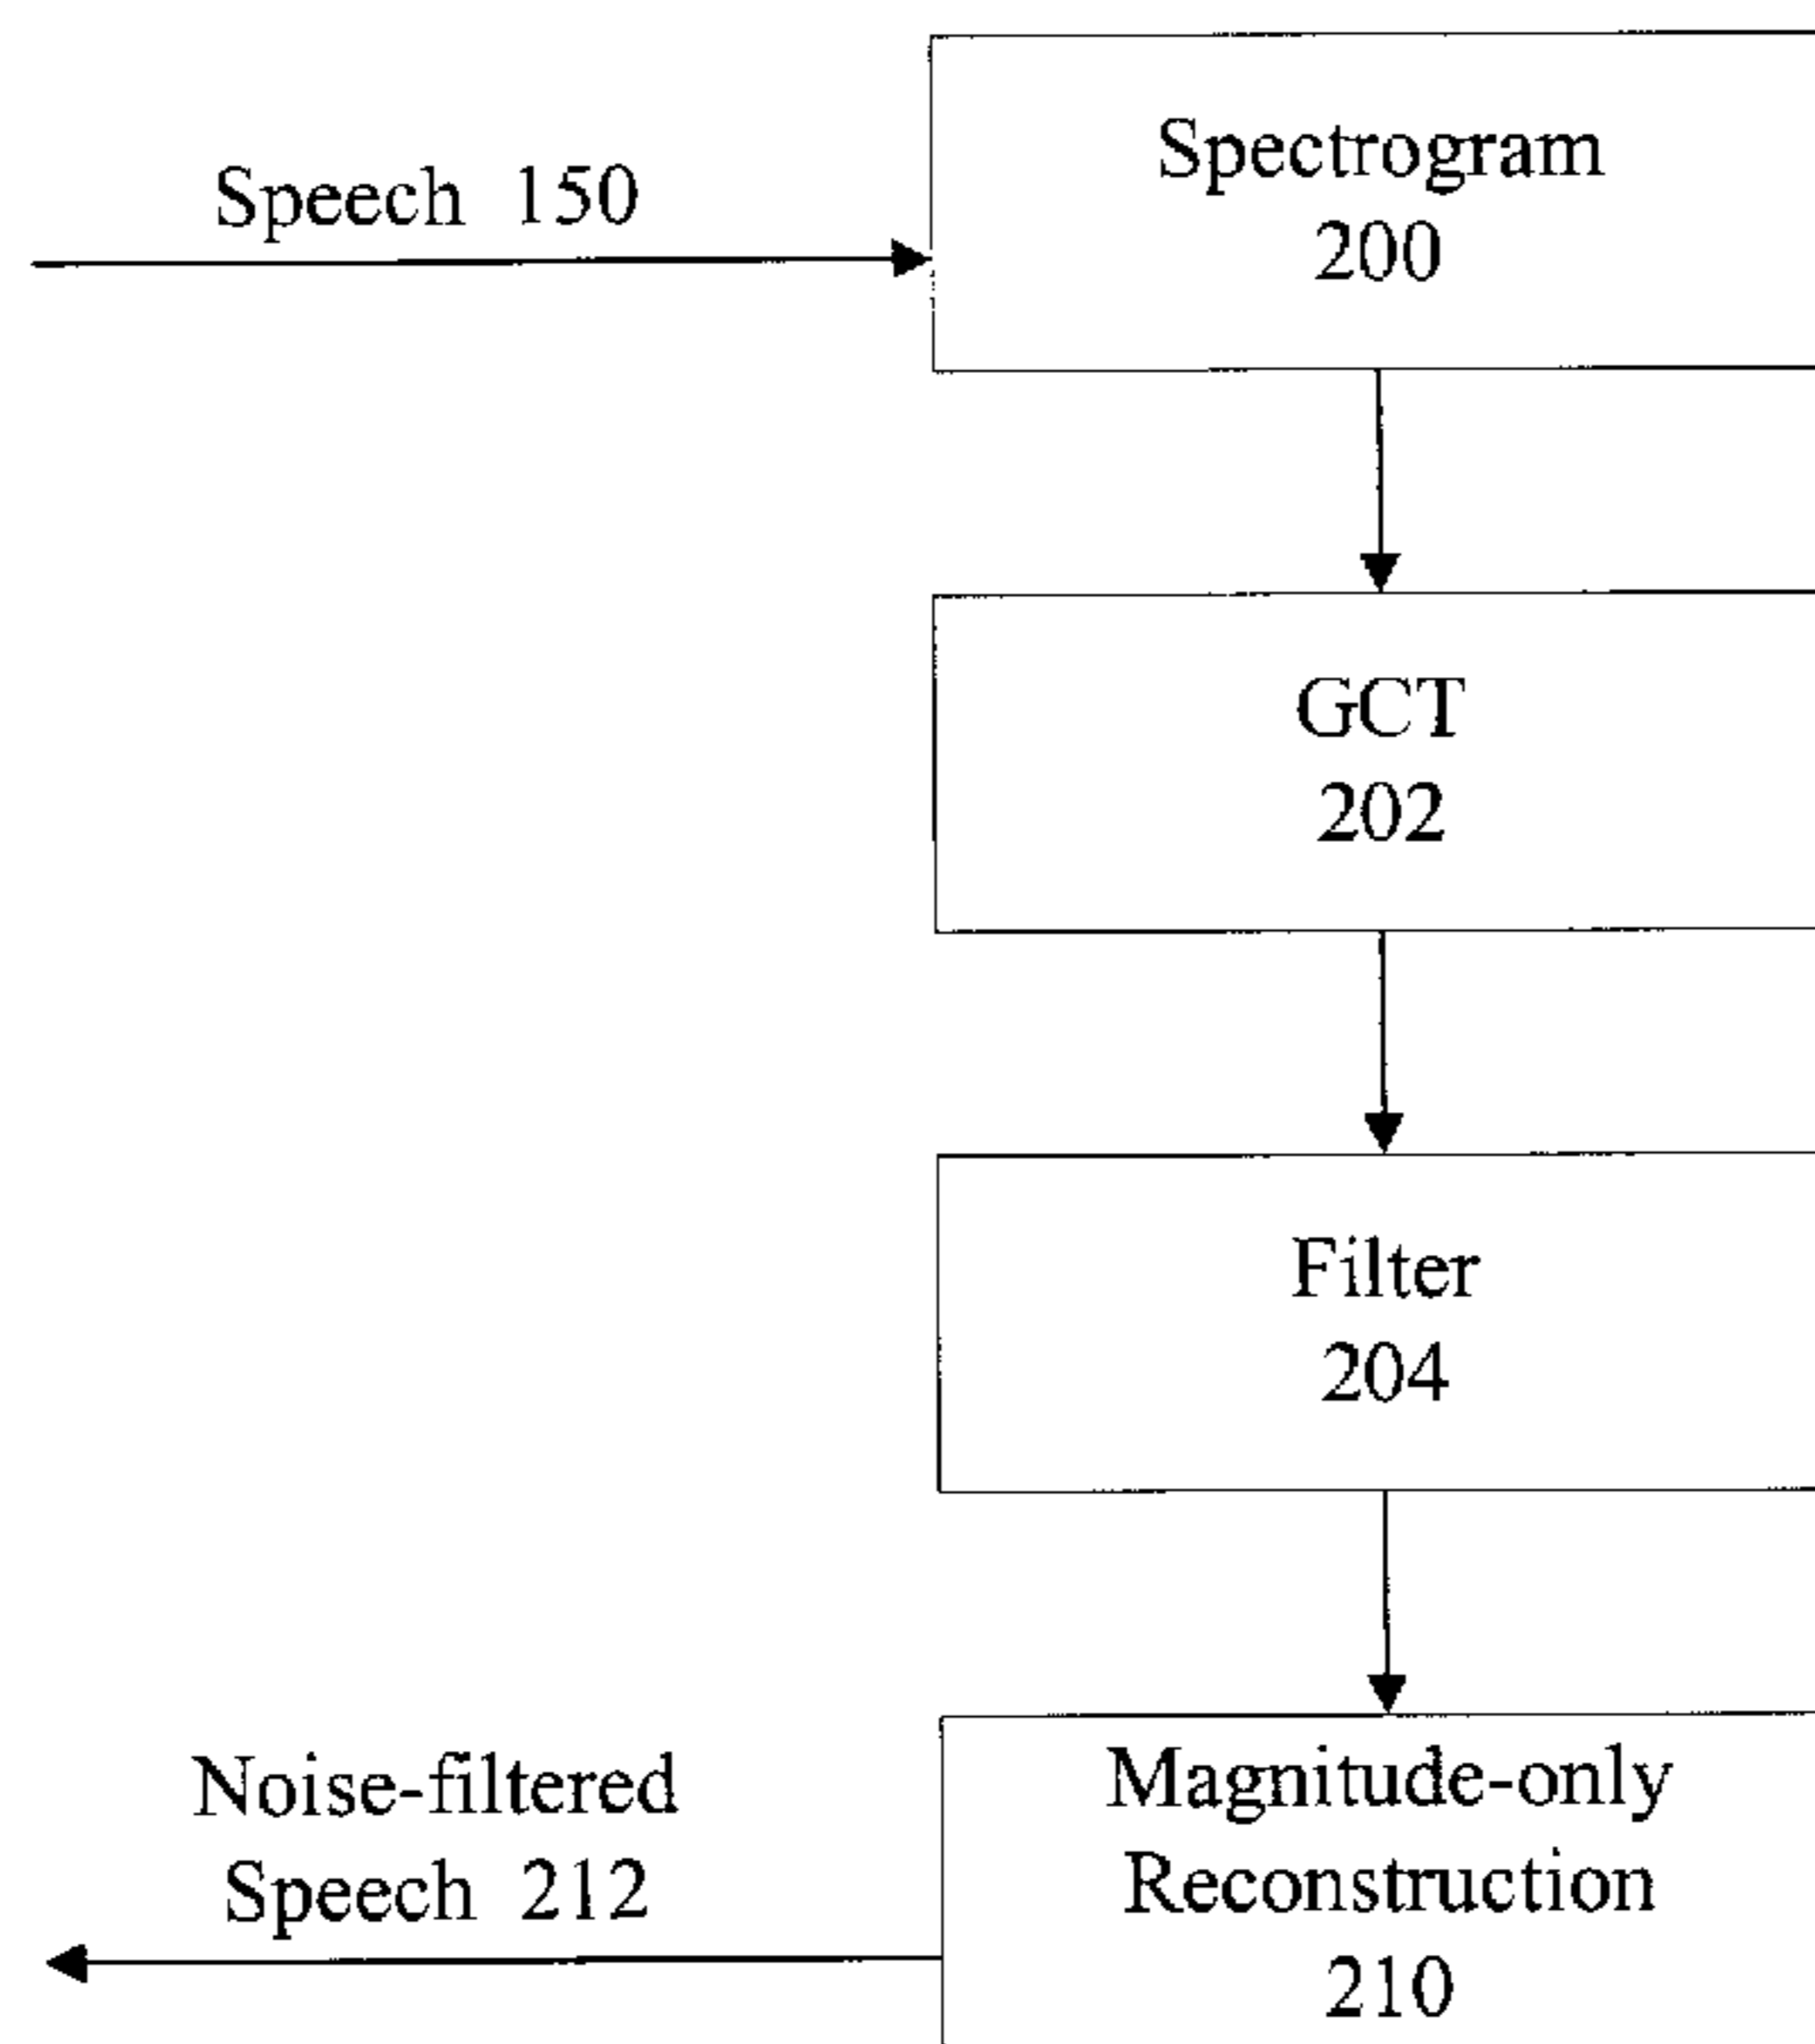 Speech 150
Spectrogram
200
GCT
202
Filter
204
Magnitude-only
Reconstruction
210
Noise-filtered
Speech 212